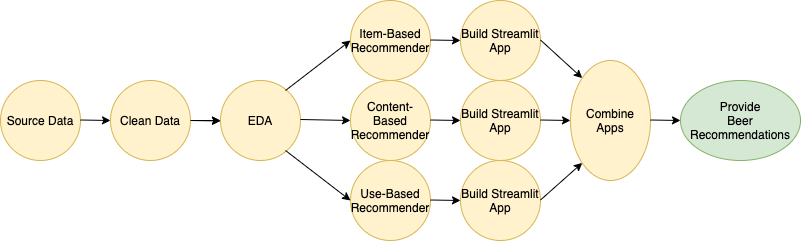 Source Data
Clean Data
EDA
Item-Based
Recommender
Build Streamlit
App
Content-
Based
Recommender
Build Streamlit
App
Use-Based
Recommender
Build Streamlit
App
Combine
Apps
Provide
Beer
Recommendations